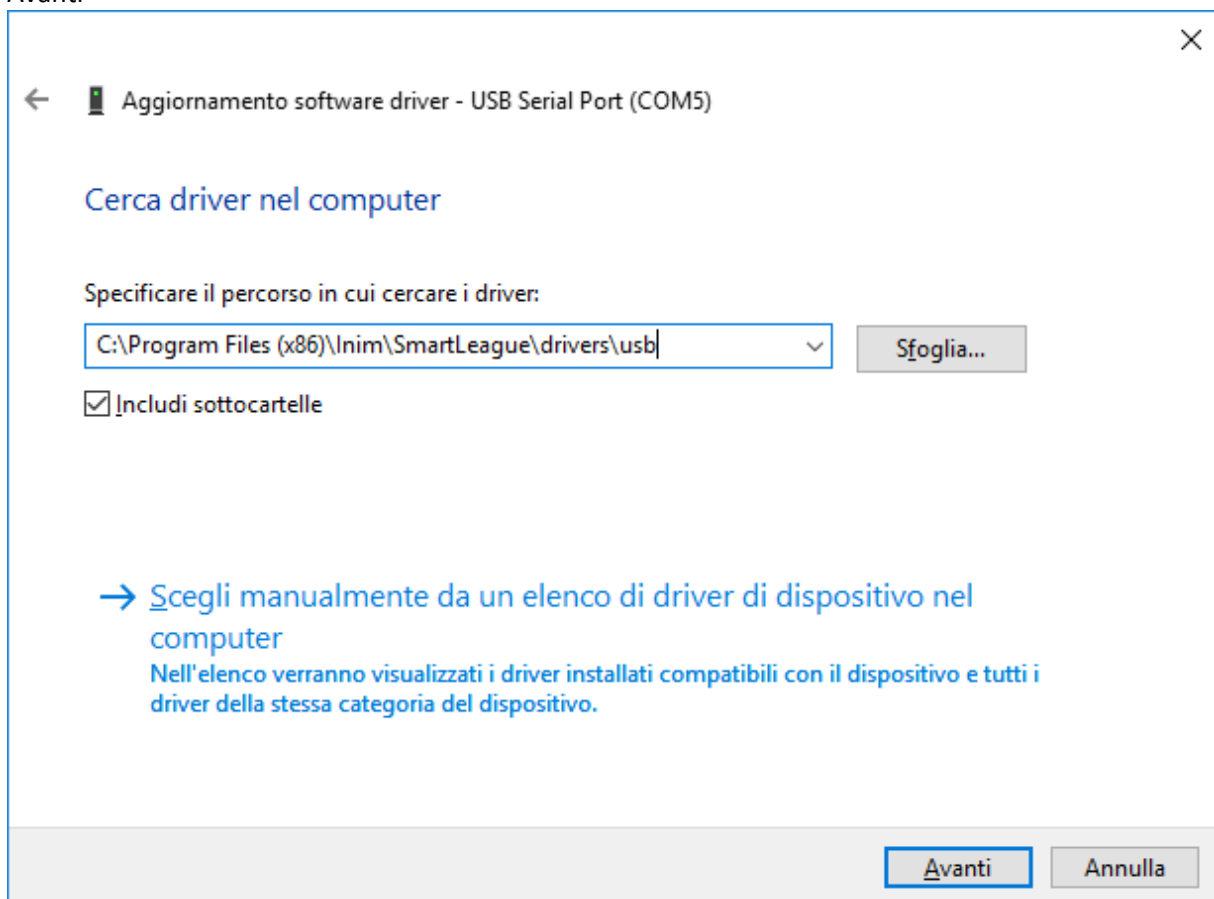 Avanti
Aggiornamento software driver - USB Serial Port (COM5)
Cerca driver nel computer
Specificare il percorso in cui cercare i driver:
C:\Program Files (x86)\Inim\SmartLeague\drivers\usb
Sfoglia...
Includi sottocartelle
Scegli manualmente da un elenco di driver di dispositivo nel
computer
Nell'elenco verranno visualizzati i driver installati compatibili con il dispositivo e tutti i
driver della stessa categoria del dispositivo.
Avanti
Annulla